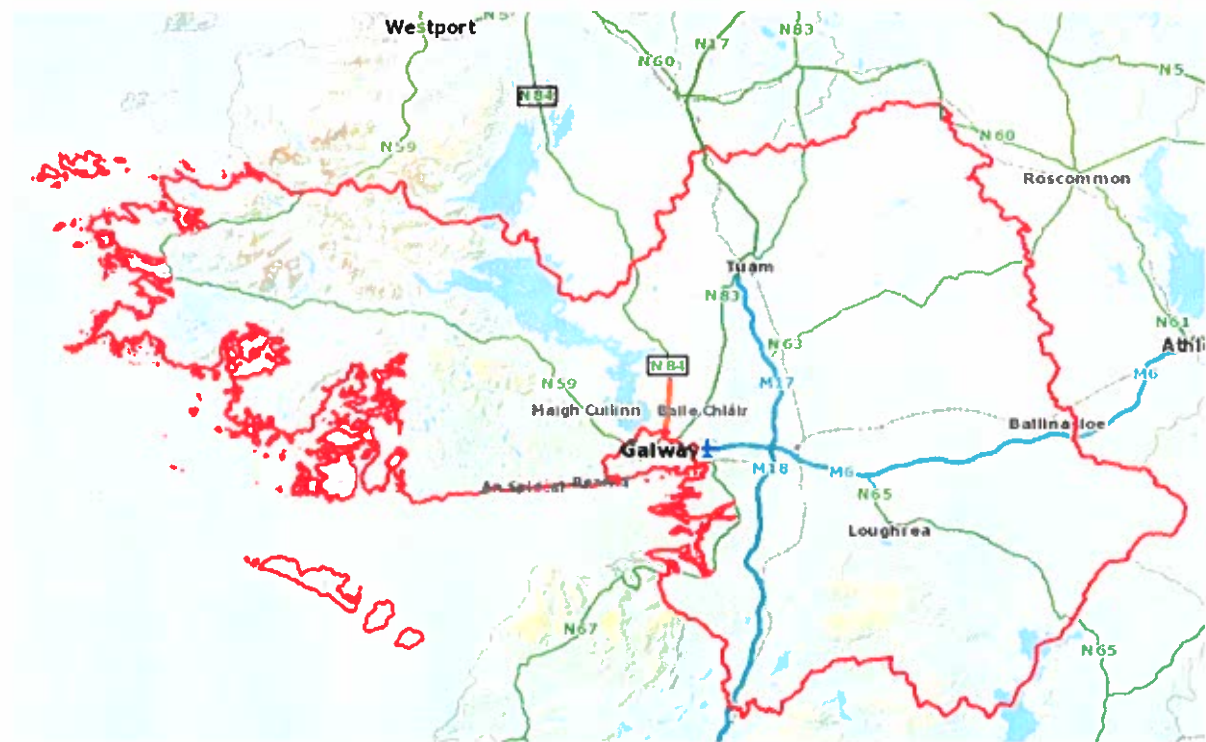 N5
Westport
N17
N83
N60
N5
N84
N60
N59
Roscommon
Tuam
N83
N61
N63
Athl
N84
M6
N59
M17
Maigh Cuilinn
Baile Chláir
Ballinasloe
Galway
M18
M6
An Spidéal
Bearna
N65
Loughrea
N67
N65